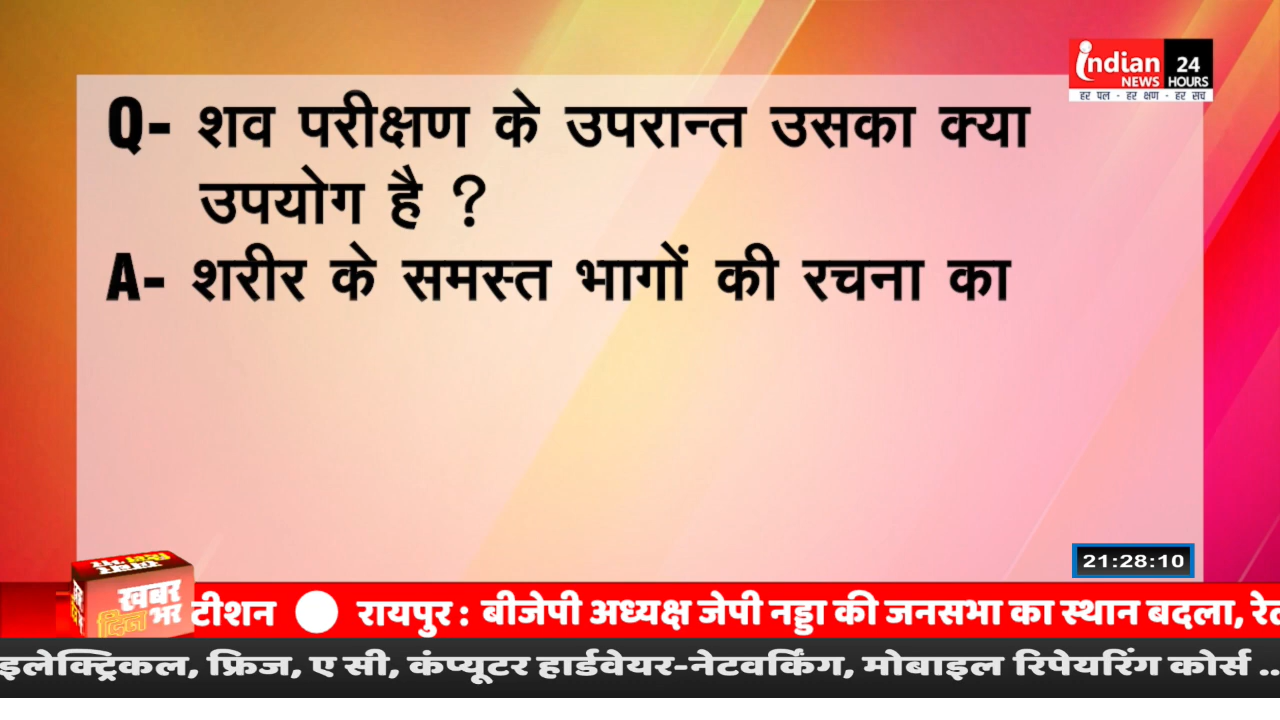 indian
NEWS
24
HOURS
हर पल - हर क्षण - हर सच
Q- शव परीक्षण के उपरान्त उसका क्या
उपयोग है ?
A- शरीर के समस्त भागों की रचना का
21:28:10
खबर
दिन भर
टीशन रायपुर : बीजेपी अध्यक्ष जेपी नड्डा की जनसभा का स्थान बदला,
इलेक्ट्रिकल, फ्रिज, ए सी, कंप्यूटर हार्डवेयर-नेटवर्किंग, मोबाइल रिपेयरिंग कोर्स ..